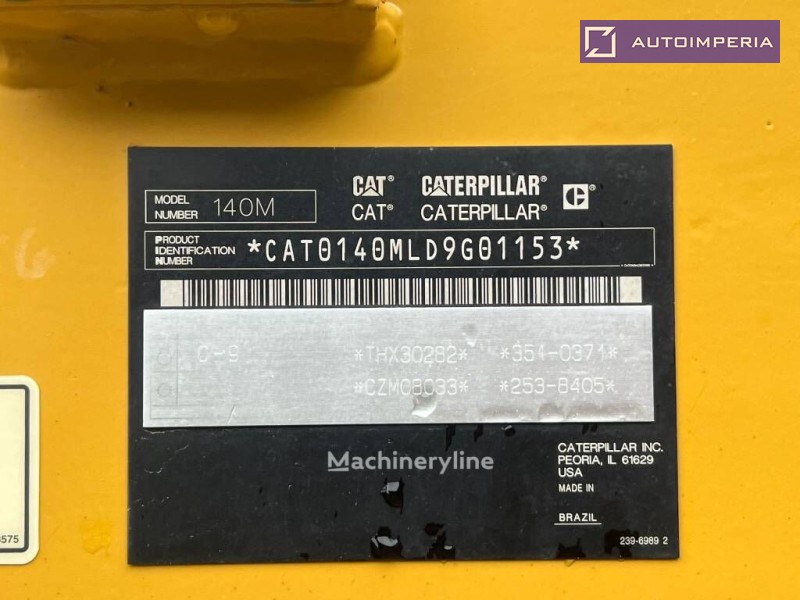 AUTOIMPERIA
MODEL NUMBER 140M
CAT® CATERPILLAR®
CAT® CATERPILLAR®
PRODUCT IDENTIFICATION NUMBER *CAT0140MLD9G01153*
C-9 *THX30282* *354-0371*
*CZM08033* *253-8405*
Machineryline
CATERPILLAR INC.
PEORIA, IL 61629
USA
MADE IN
BRAZIL
239-6989 2